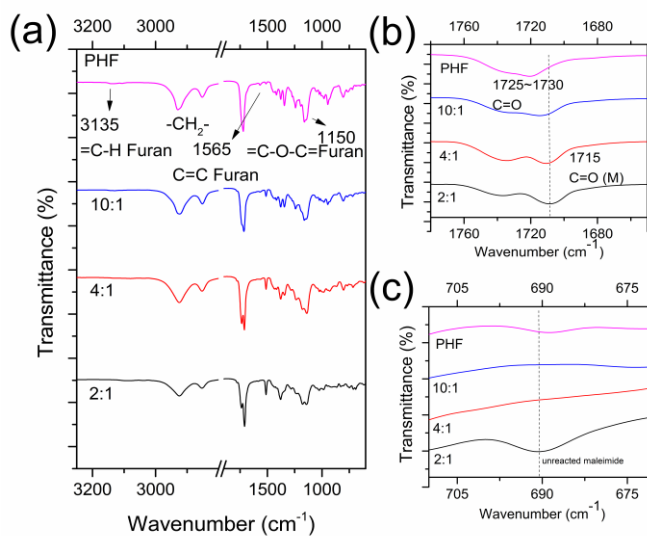 (a)
3200 2900 1500 1000
PHF
3135
=C-H Furan
-CH2-
1565
C=C Furan
1150
=C-O-C=Furan
10:1
4:1
2:1
Transmittance (%)
3200 2900 1500 1000
Wavenumber (cm-1)
(b)
1760 1720 1680
PHF
1725~1730
C=O
10:1
4:1
1715
C=O (M)
2:1
Transmittance (%)
1760 1720 1680
Wavenumber (cm-1)
(c)
705 690 675
PHF
10:1
4:1
2:1
unreacted maleimide
Transmittance (%)
705 690 675
Wavenumber (cm-1)